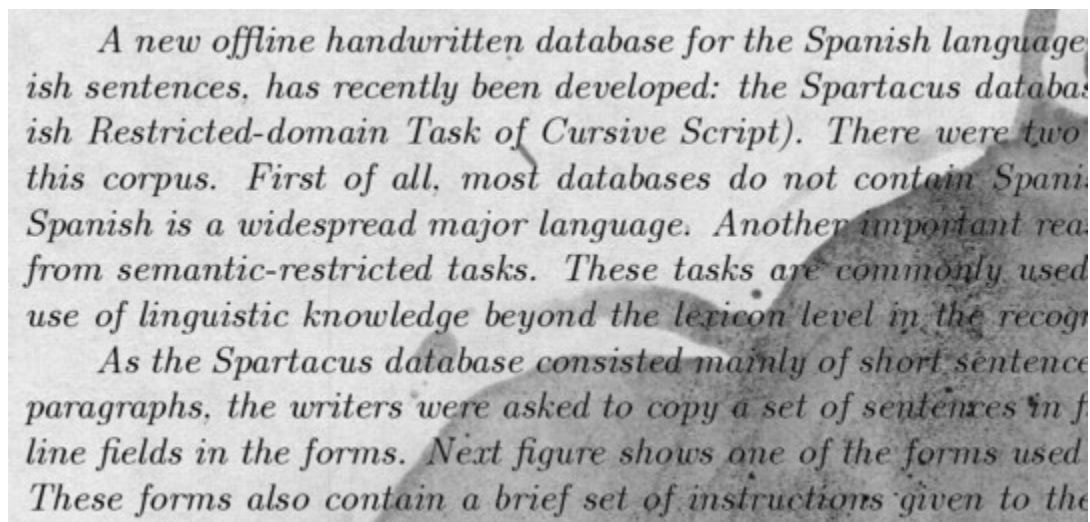 A new offline handwritten database for the Spanish language
ish sentences, has recently been developed: the Spartacus
ish Restricted-domain Task of Cursive Script). There were two
this corpus. First of all, most databases do not contain
Spanish is a widespread major language. Another important
from semantic-restricted tasks. These tasks are commonly used
use of linguistic knowledge beyond the lexicon level in the
As the Spartacus database consisted mainly of short
paragraphs, the writers were asked to copy a set of sentences in
line fields in the forms. Next figure shows one of the forms used
These forms also contain a brief set of instructions given to the